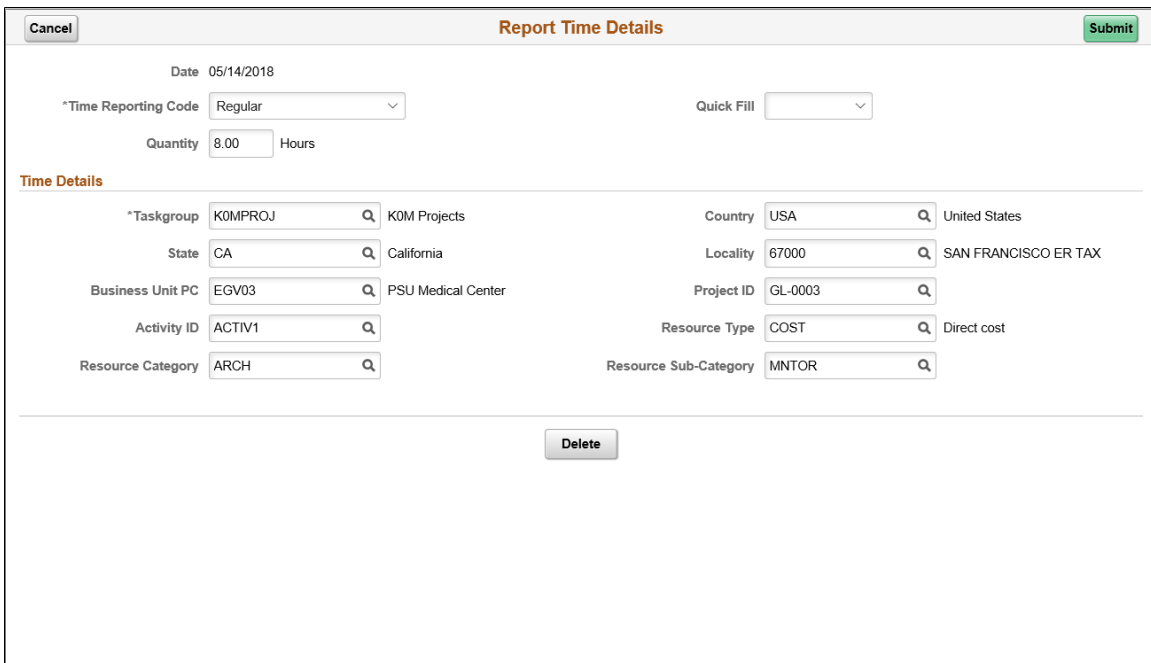 Cancel Report Time Details Submit
Date 05/14/2018
*Time Reporting Code Regular Quick Fill
Quantity 8.00 Hours
Time Details
*Taskgroup K0MPROJ K0M Projects Country USA United States
State CA California Locality 67000 SAN FRANCISCO ER TAX
Business Unit PC EGV03 PSU Medical Center Project ID GL-0003
Activity ID ACTIV1 Resource Type COST Direct cost
Resource Category ARCH Resource Sub-Category MNTOR
Delete